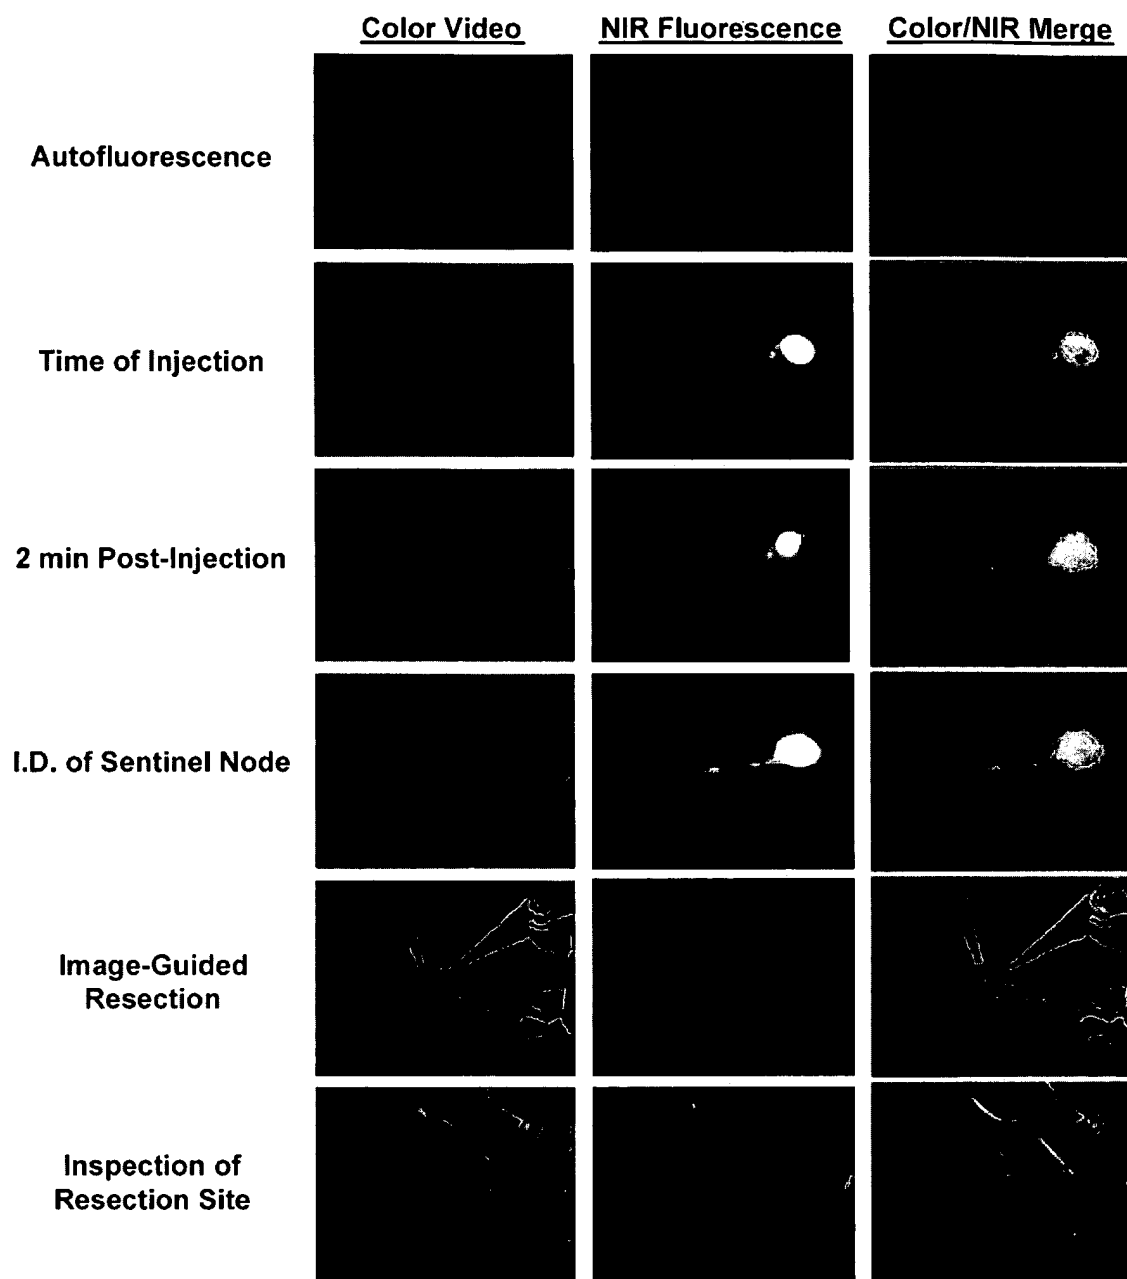 Color Video NIR Fluorescence Color/NIR Merge
Autofluorescence
Time of Injection
2 min Post-Injection
I.D. of Sentinel Node
Image-Guided
Resection
Inspection of
Resection Site